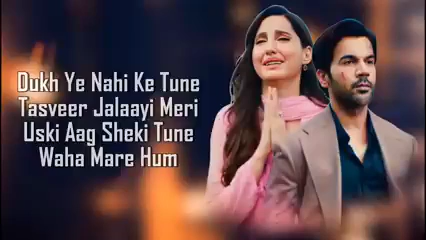 Dukh Ye Nahi Ke Tune
Tasveer Jalaayi Meri
Uski Aag Sheki Tune
Waha Mare Hum